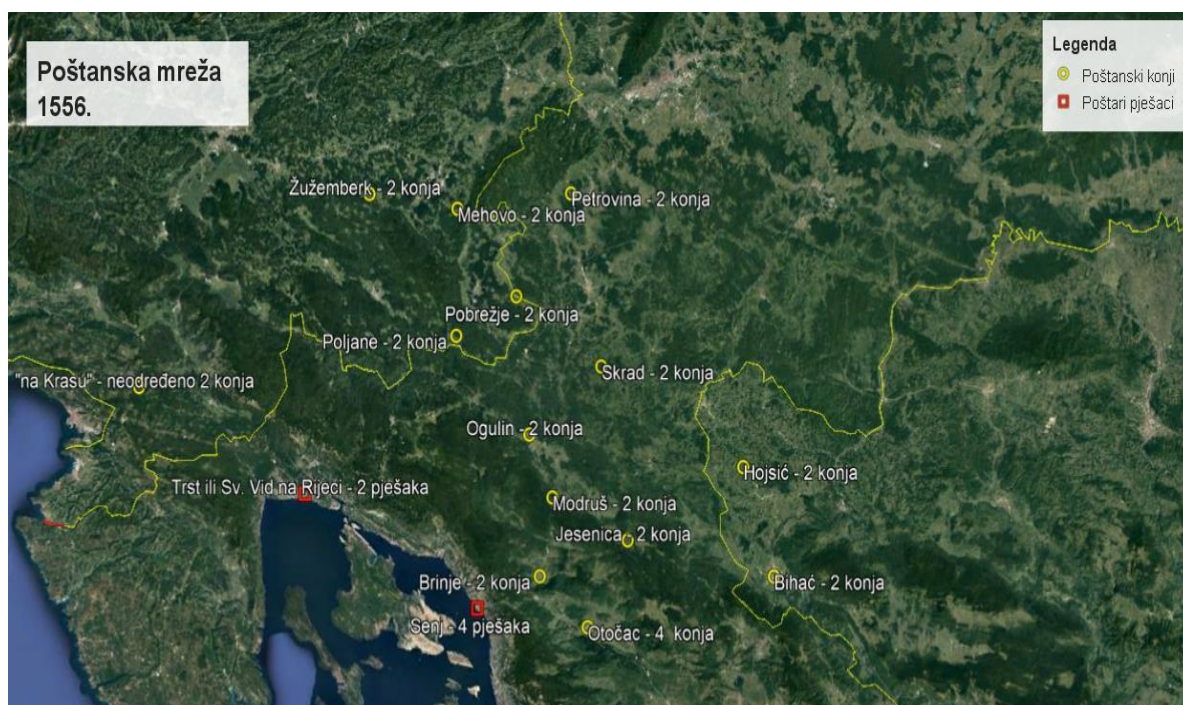 Poštanska mreža
1556.
Legenda
Poštanski konji
Poštari pješaci
Žužemberk - 2 konja
Mehovo - 2 konja
Petrovina - 2 konja
Pobrežje - 2 konja
Poljane - 2 konja
Skrad - 2 konja
"na Krasu" - neodređeno 2 konja
Ogulin - 2 konja
Hojsić - 2 konja
Trst ili Sv. Vid na Rijeci - 2 pješaka
Modruš - 2 konja
Jesenica - 2 konja
Brinje - 2 konja
Bihać - 2 konja
Senj - 4 pješaka
Otočac - 4 konja